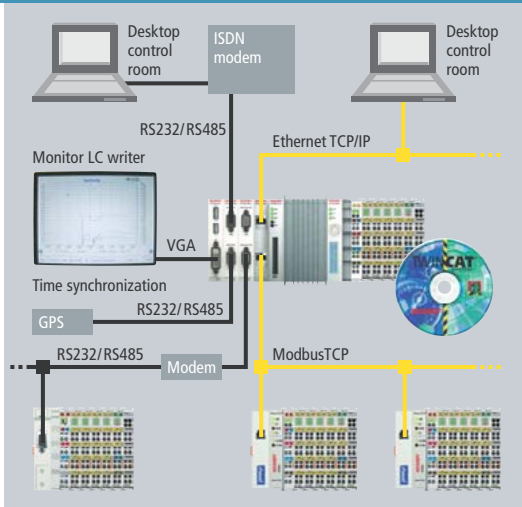 Desktop
control
room
ISDN
modem
Desktop
control
room
RS232/RS485
Ethernet TCP/IP
Monitor LC writer
VGA
TWINCAT
Time synchronization
RS232/RS485
GPS
RS232/RS485
Modem
ModbusTCP